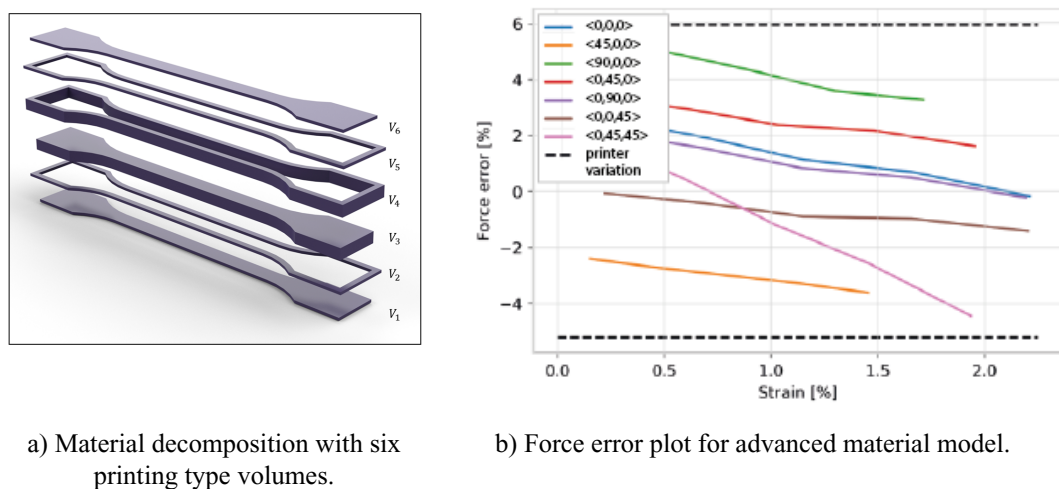 V6
V5
V4
V3
V2
V1
a) Material decomposition with six
printing type volumes.
6
4
2
0
−2
−4
Force error [%]
<0,0,0>
<45,0,0>
<90,0,0>
<0,45,0>
<0,90,0>
<0,0,45>
<0,45,45>
printer
variation
0.0 0.5 1.0 1.5 2.0
Strain [%]
b) Force error plot for advanced material model.